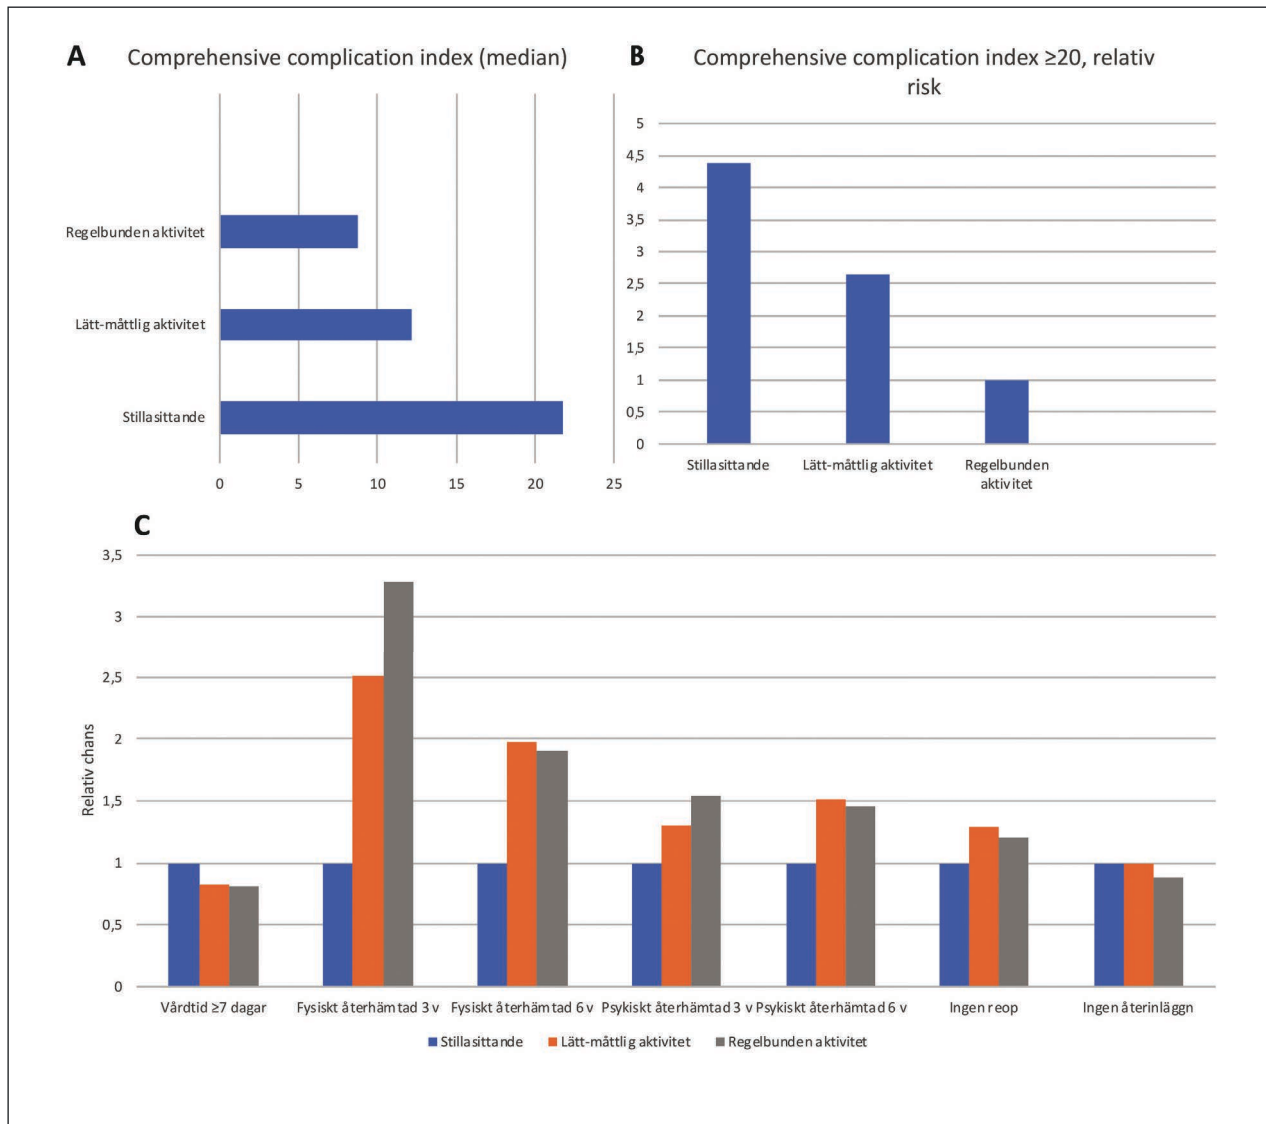 A Comprehensive complication index (median)
Regelbunden aktivitet
Lätt-måttlig aktivitet
Stillasittande
0 5 10 15 20 25
B Comprehensive complication index ≥20, relativ
risk
5
4,5
4
3,5
3
2,5
2
1,5
1
0,5
0
Stillasittande Lätt-måttlig aktivitet Regelbunden
aktivitet
C
3,5
3
2,5
2
1,5
1
0,5
0
Relativ chans
Vårdtid ≥7 dagar Fysiskt återhämtad 3 v Fysiskt återhämtad 6 v Psykiskt återhämtad 3 v Psykiskt återhämtad 6 v Ingen reop Ingen återinläggn
Stillasittande Lätt-måttlig aktivitet Regelbunden aktivitet